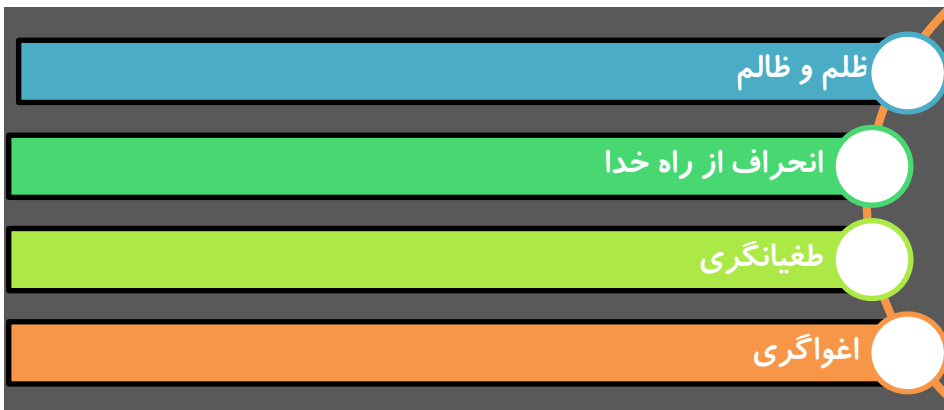 ظلم و ظالم
انحراف از راه خدا
طغیانگری
اغواگری